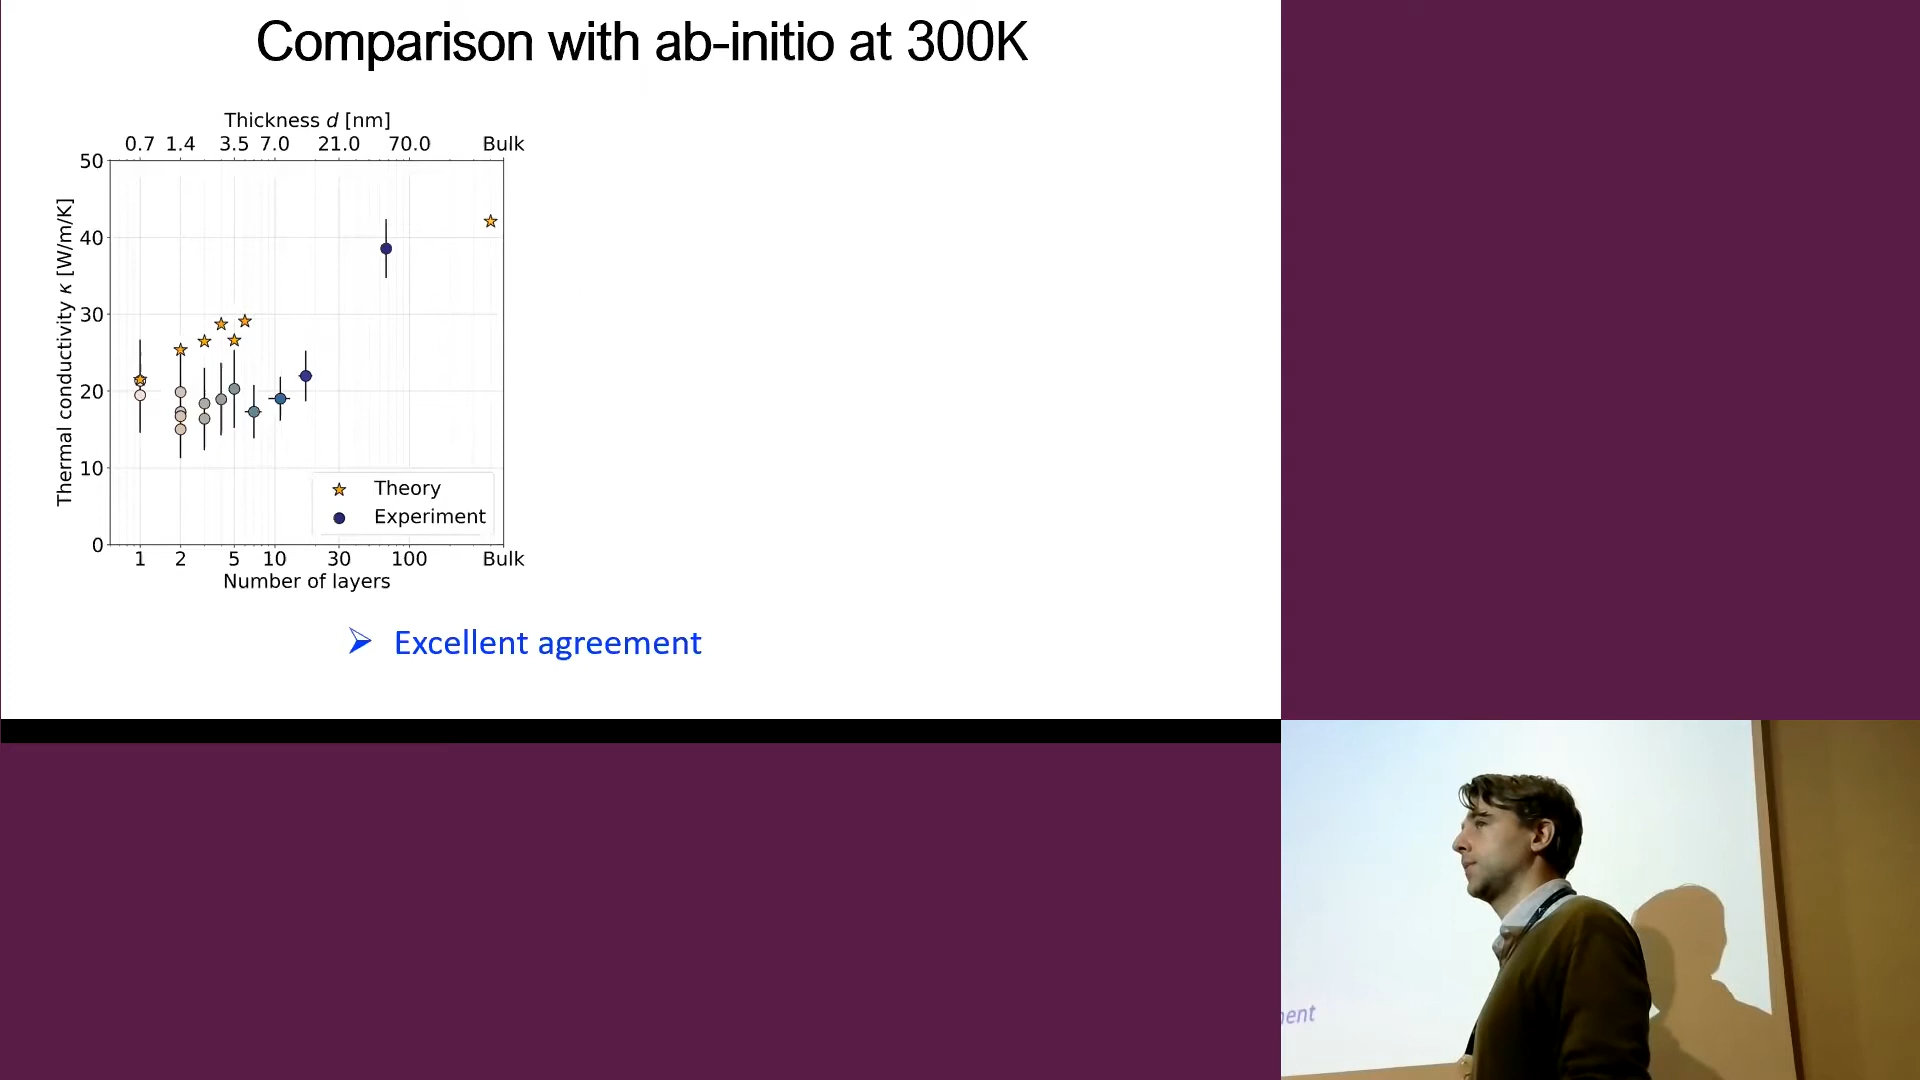 Comparison with ab-initio at 300K
Thickness d [nm]
0.7 1.4 3.5 7.0 21.0 70.0 Bulk
50
40
30
20
10
0
Thermal conductivity κ [W/m/K]
Theory
Experiment
1 2 5 10 30 100 Bulk
Number of layers
Excellent agreement